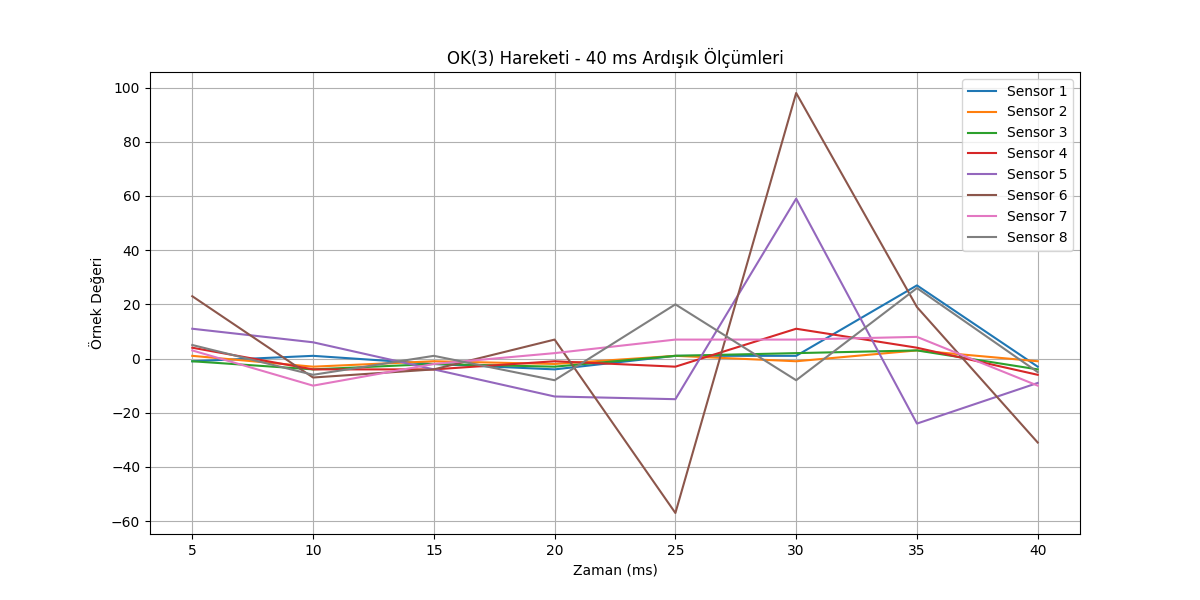 OK(3) Hareketi - 40 ms Ardışık Ölçümleri
100
80
60
40
20
0
−20
−40
−60
Örnek Değeri
Sensor 1
Sensor 2
Sensor 3
Sensor 4
Sensor 5
Sensor 6
Sensor 7
Sensor 8
5 10 15 20 25 30 35 40
Zaman (ms)